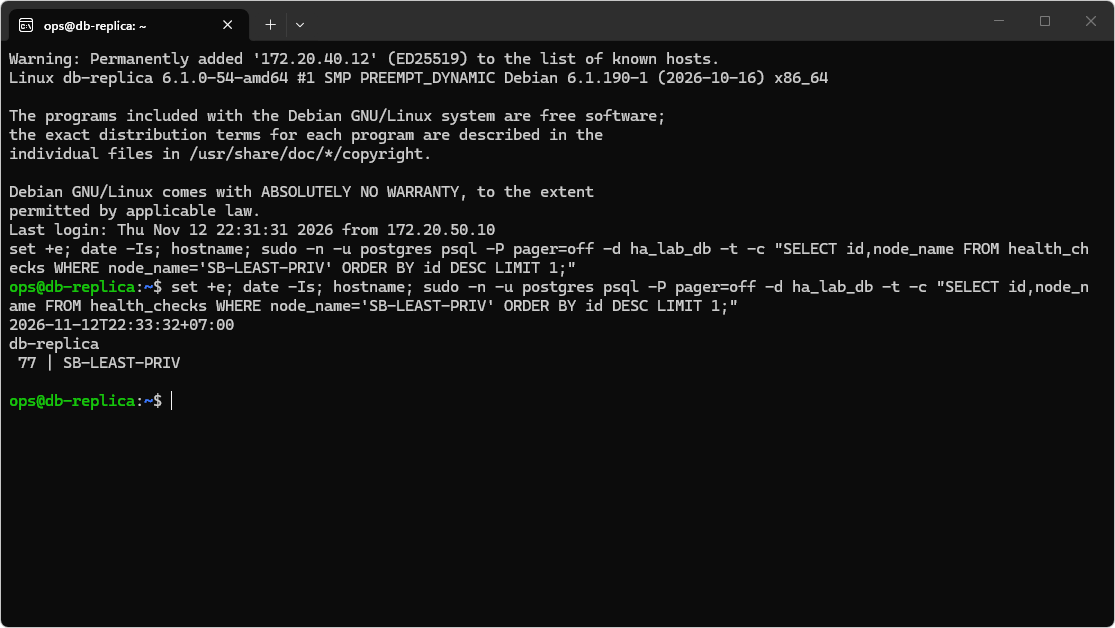 ops@db-replica: ~
Warning: Permanently added '172.20.40.12' (ED25519) to the list of known hosts.
Linux db-replica 6.1.0-54-amd64 #1 SMP PREEMPT_DYNAMIC Debian 6.1.190-1 (2026-10-16) x86_64
The programs included with the Debian GNU/Linux system are free software;
the exact distribution terms for each program are described in the
individual files in /usr/share/doc/*/copyright.
Debian GNU/Linux comes with ABSOLUTELY NO WARRANTY, to the extent
permitted by applicable law.
Last login: Thu Nov 12 22:31:31 2026 from 172.20.50.10
set +e; date -Is; hostname; sudo -n -u postgres psql -P pager=off -d ha_lab_db -t -c "SELECT id,node_name FROM health_ch
ecks WHERE node_name='SB-LEAST-PRIV' ORDER BY id DESC LIMIT 1;"
ops@db-replica:~$ set +e; date -Is; hostname; sudo -n -u postgres psql -P pager=off -d ha_lab_db -t -c "SELECT id,node_n
ame FROM health_checks WHERE node_name='SB-LEAST-PRIV' ORDER BY id DESC LIMIT 1;"
2026-11-12T22:33:32+07:00
db-replica
 77 | SB-LEAST-PRIV
ops@db-replica:~$